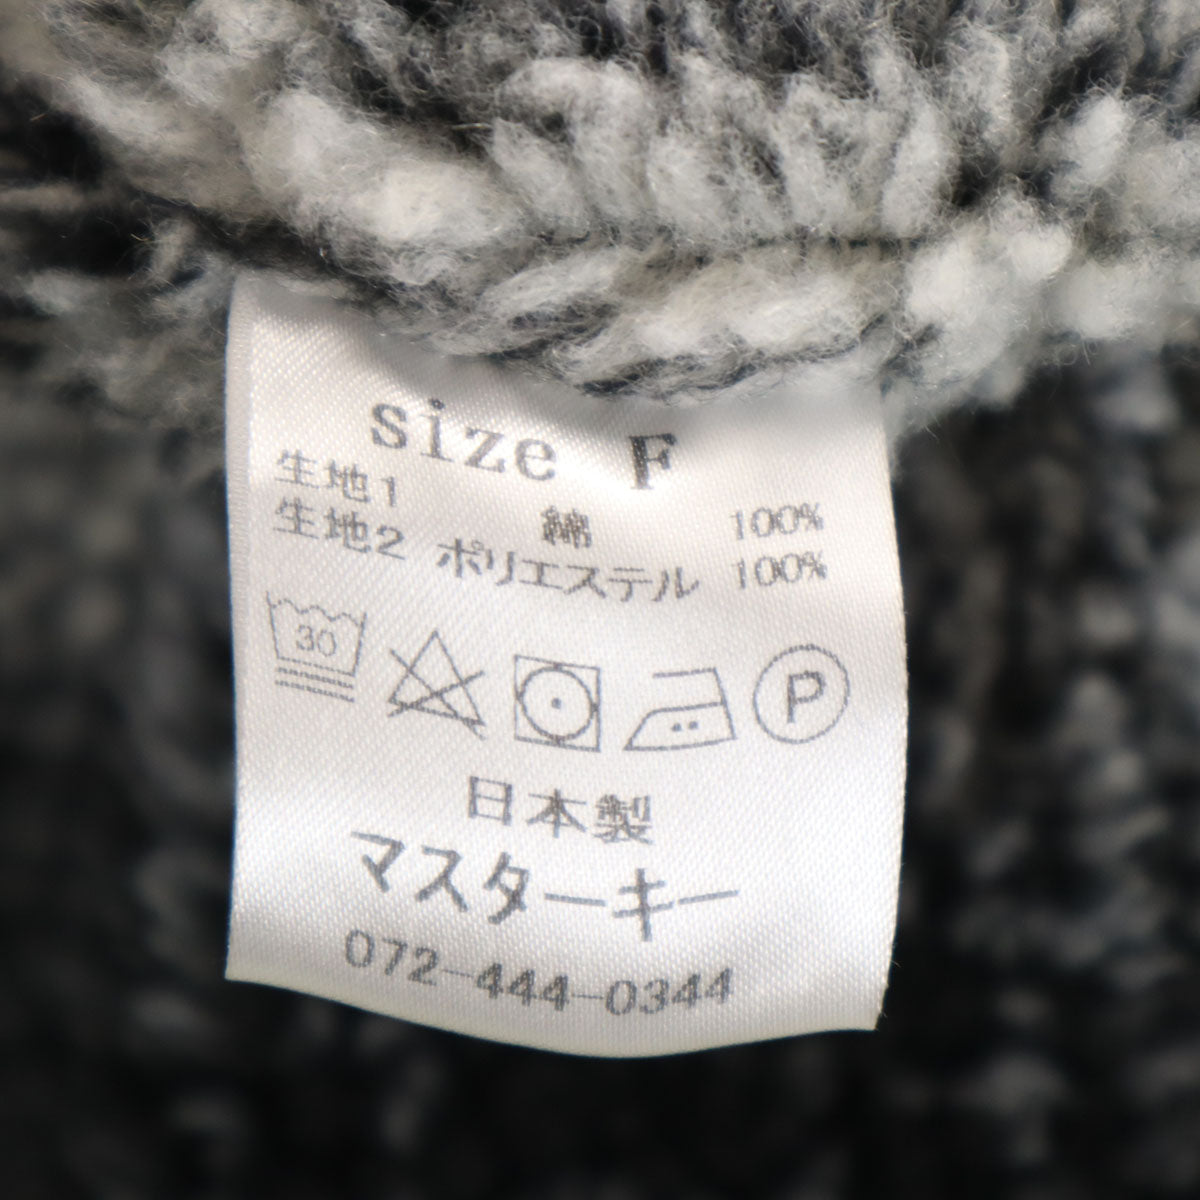 size F
生地1 綿 100%
生地2 ポリエステル 100%
30
P
日本製
マスターキー
072-444-0344